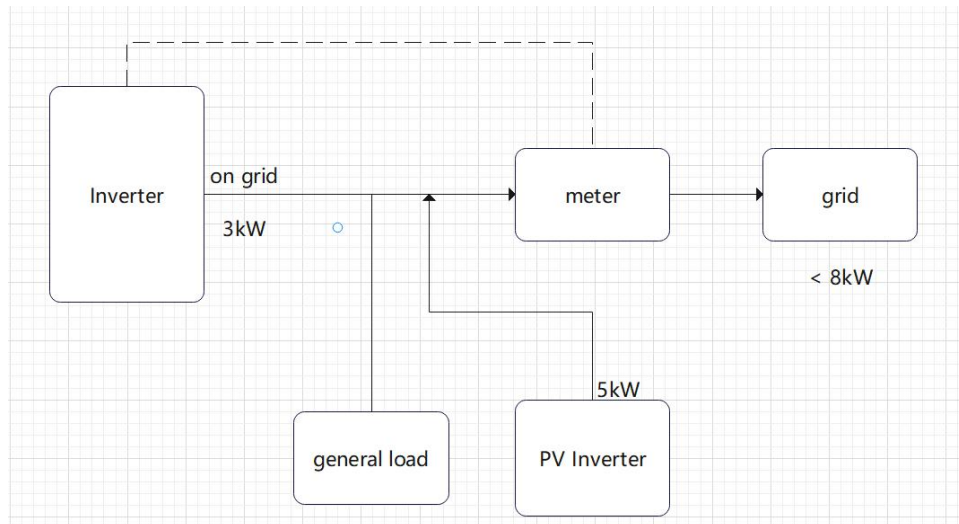 Inverter
on grid
3kW
meter
grid
< 8kW
5kW
general load
PV Inverter